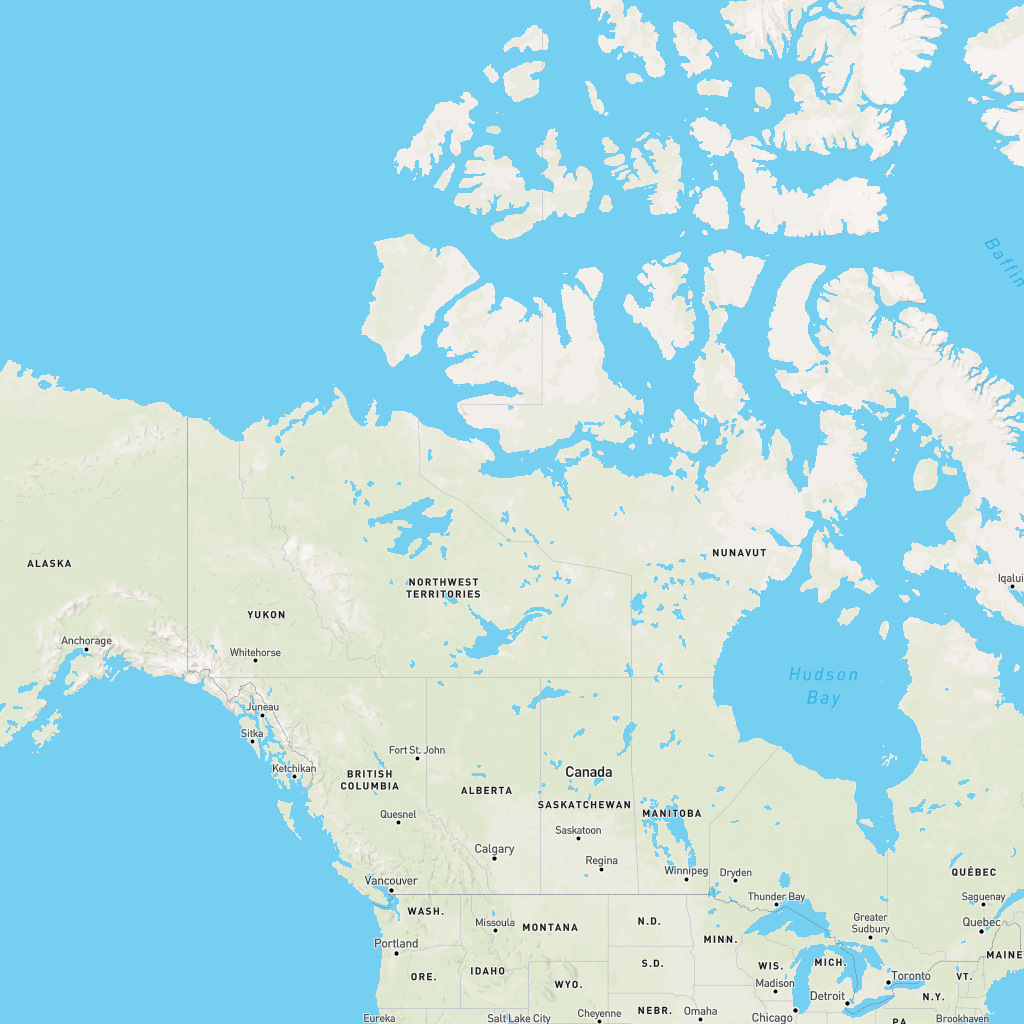 Baffin
NUNAVUT
ALASKA
NORTHWEST
TERRITORIES
Iqalui
YUKON
Anchorage
Whitehorse
Hudson
Bay
Juneau
Sitka
Fort St. John
Ketchikan
Canada
BRITISH
COLUMBIA
ALBERTA
SASKATCHEWAN
MANITOBA
Quesnel
Saskatoon
Calgary
Regina
Winnipeg
Dryden
QUÉBEC
Vancouver
Thunder Bay
Saguenay
WASH.
Missoula
MONTANA
N.D.
Greater
Sudbury
Quebec
Portland
MINN.
MAINE
S.D.
WIS.
MICH.
ORE.
IDAHO
WYO.
Madison
Toronto
VT.
Detroit
N.Y.
Eureka
Salt Lake City
Cheyenne
NEBR.
Omaha
Chicago
PA.
Brookhaven